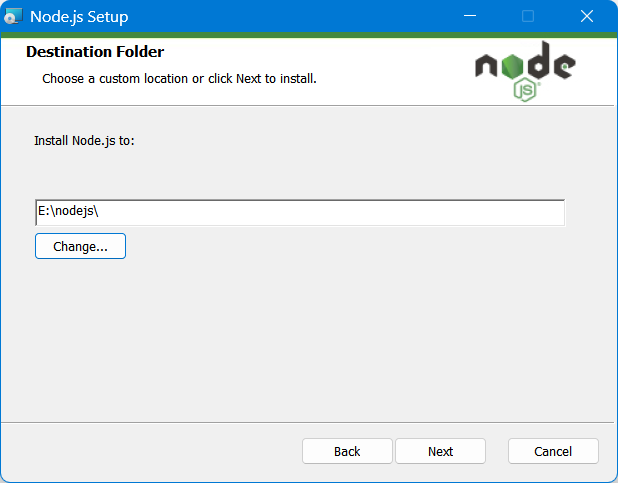 Node.js Setup
Destination Folder
Choose a custom location or click Next to install.
node
JS
Install Node.js to:
E:\nodejs\
Change...
Back
Next
Cancel